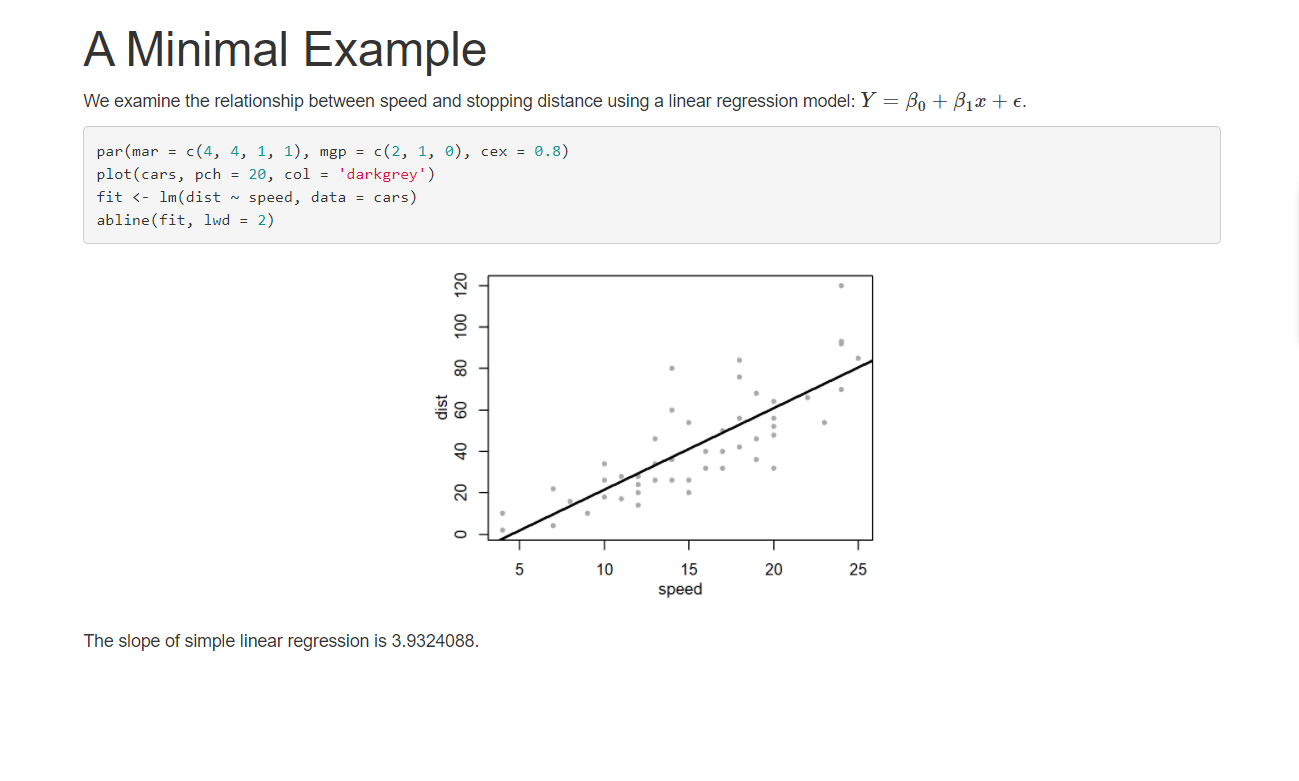 A Minimal Example
We examine the relationship between speed and stopping distance using a linear regression model: Y = β₀ + β₁x + ϵ.
par(mar = c(4, 4, 1, 1), mgp = c(2, 1, 0), cex = 0.8)
plot(cars, pch = 20, col = 'darkgrey')
fit <- lm(dist ~ speed, data = cars)
abline(fit, lwd = 2)
120
100
80
60
40
20
0
dist
5 10 15 20 25
speed
The slope of simple linear regression is 3.9324088.